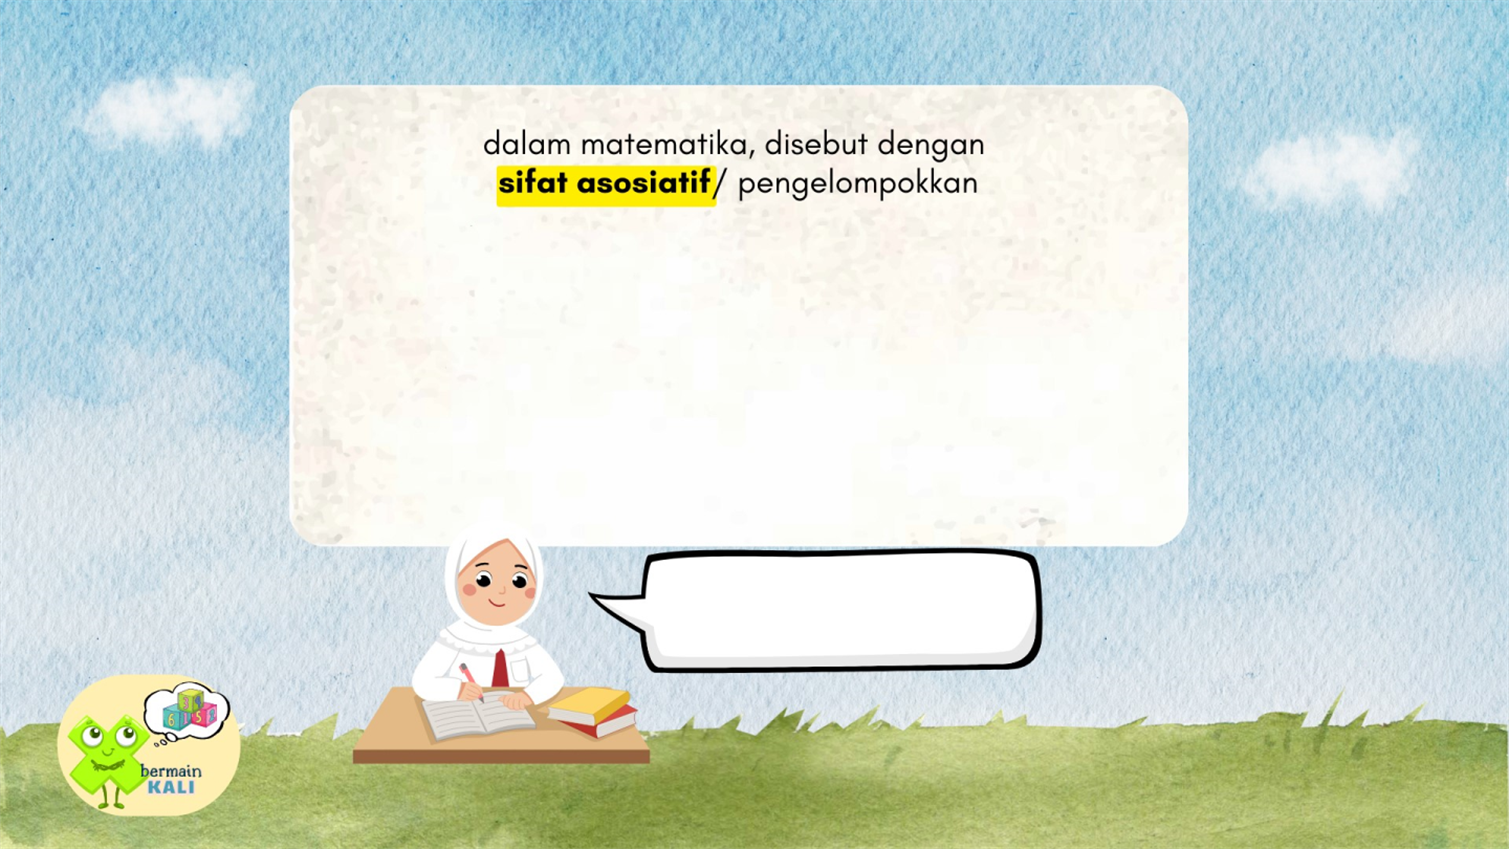 dalam matematika, disebut dengan
sifat asosiatif/ pengelompokkan
bermain
KALI